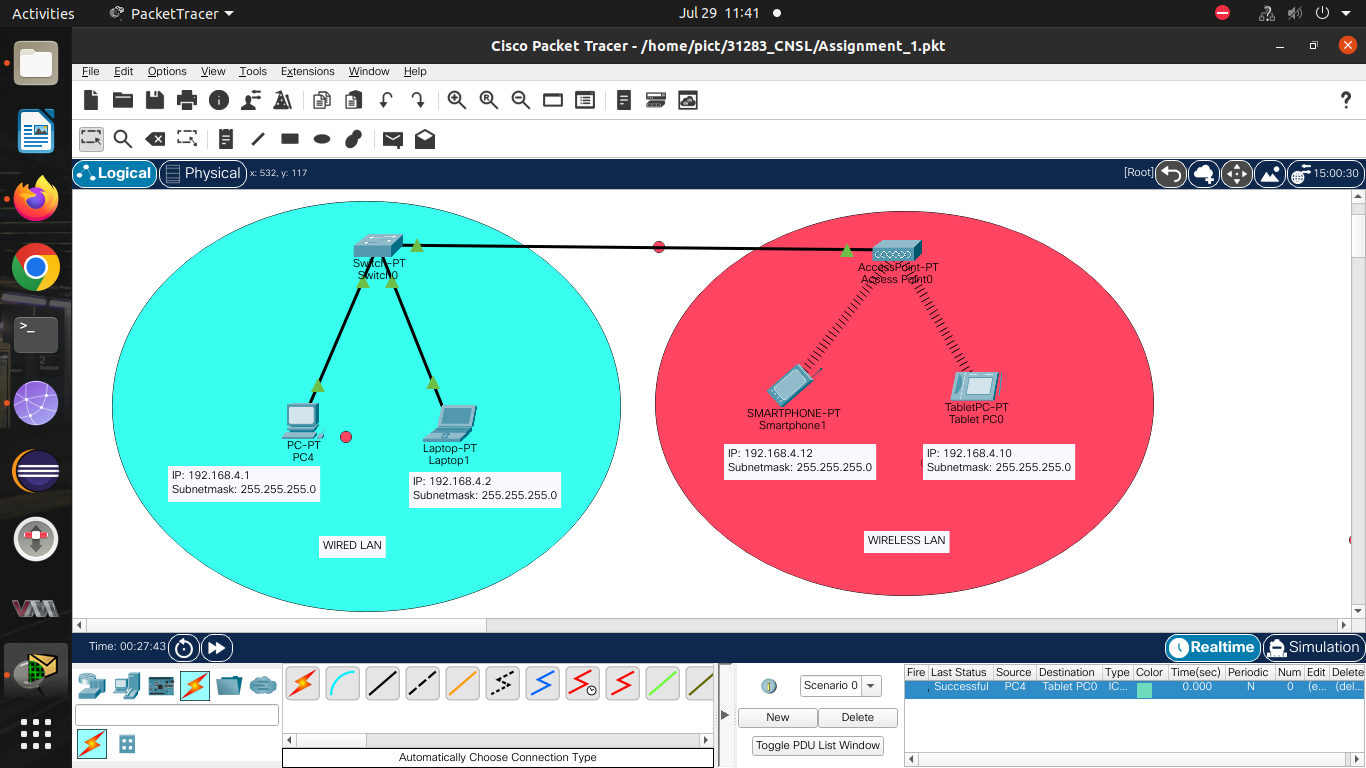 Activities
PacketTracer
Jul 29 11:41
Cisco Packet Tracer - /home/pict/31283_CNSL/Assignment_1.pkt
File Edit Options View Tools Extensions Window Help
Logical
Physical
x: 532, y: 117
[Root]
15:00:30
Switch-PT
Switch0
AccessPoint-PT
Access Point0
PC-PT
PC4
Laptop-PT
Laptop1
SMARTPHONE-PT
Smartphone1
TabletPC-PT
Tablet PC0
IP: 192.168.4.1
Subnetmask: 255.255.255.0
IP: 192.168.4.2
Subnetmask: 255.255.255.0
IP: 192.168.4.12
Subnetmask: 255.255.255.0
IP: 192.168.4.10
Subnetmask: 255.255.255.0
WIRED LAN
WIRELESS LAN
Time: 00:27:43
Realtime
Simulation
Scenario 0
New
Delete
Toggle PDU List Window
Automatically Choose Connection Type
Fire Last Status Source Destination Type Color Time(sec) Periodic Num Edit Delete
Successful PC4 Tablet PC0 IC... 0.000 N 0 (e... (del...